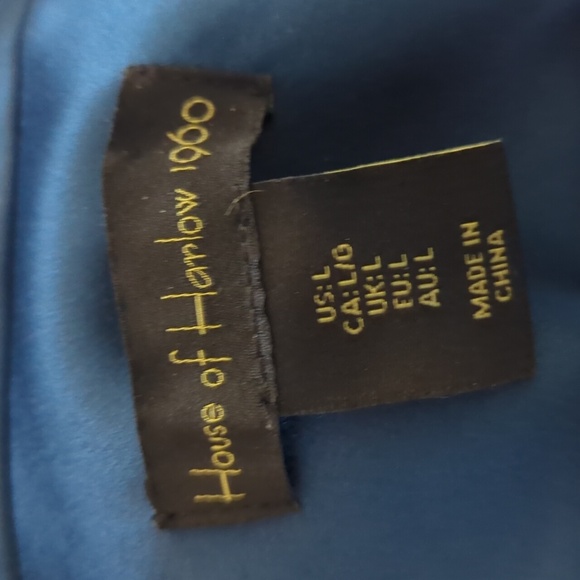 House of Harlow 1960
US: L
CA: L/G
UK: L
EU: L
AU: L
MADE IN
CHINA